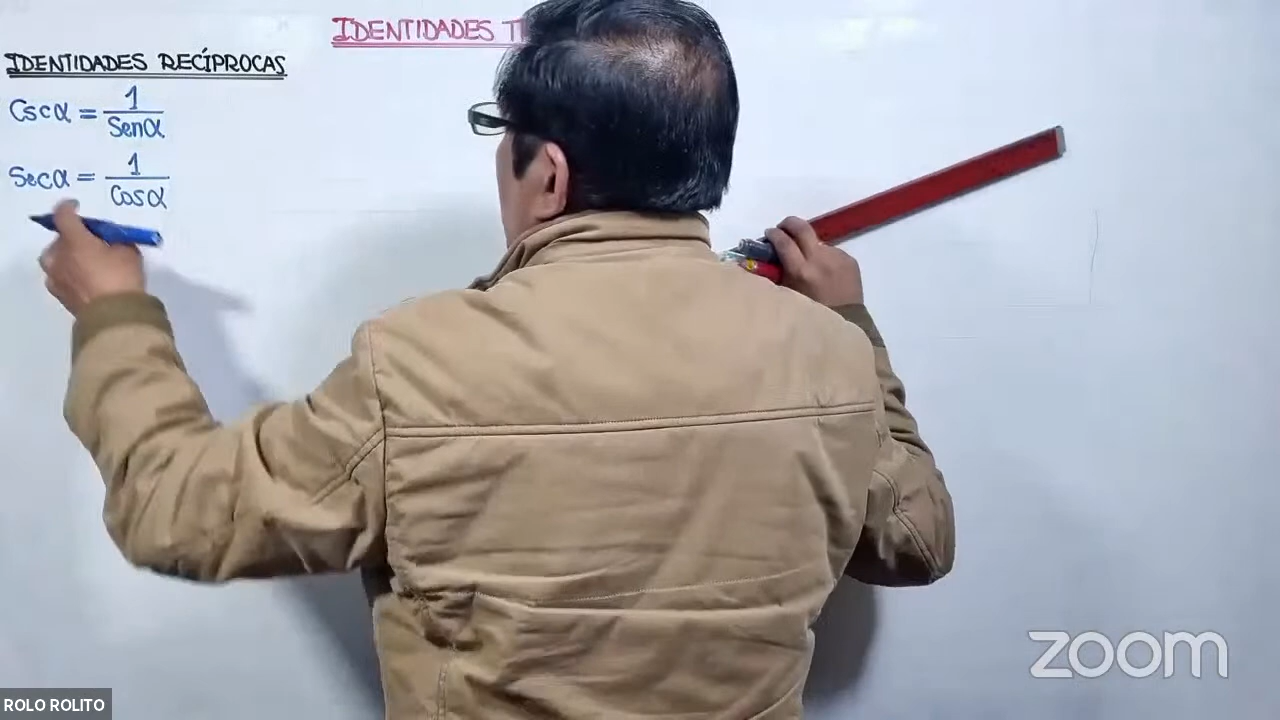 IDENTIDADES
IDENTIDADES RECÍPROCAS
Cscα = 1/Senα
Secα = 1/Cosα
zoom
ROLO ROLITO